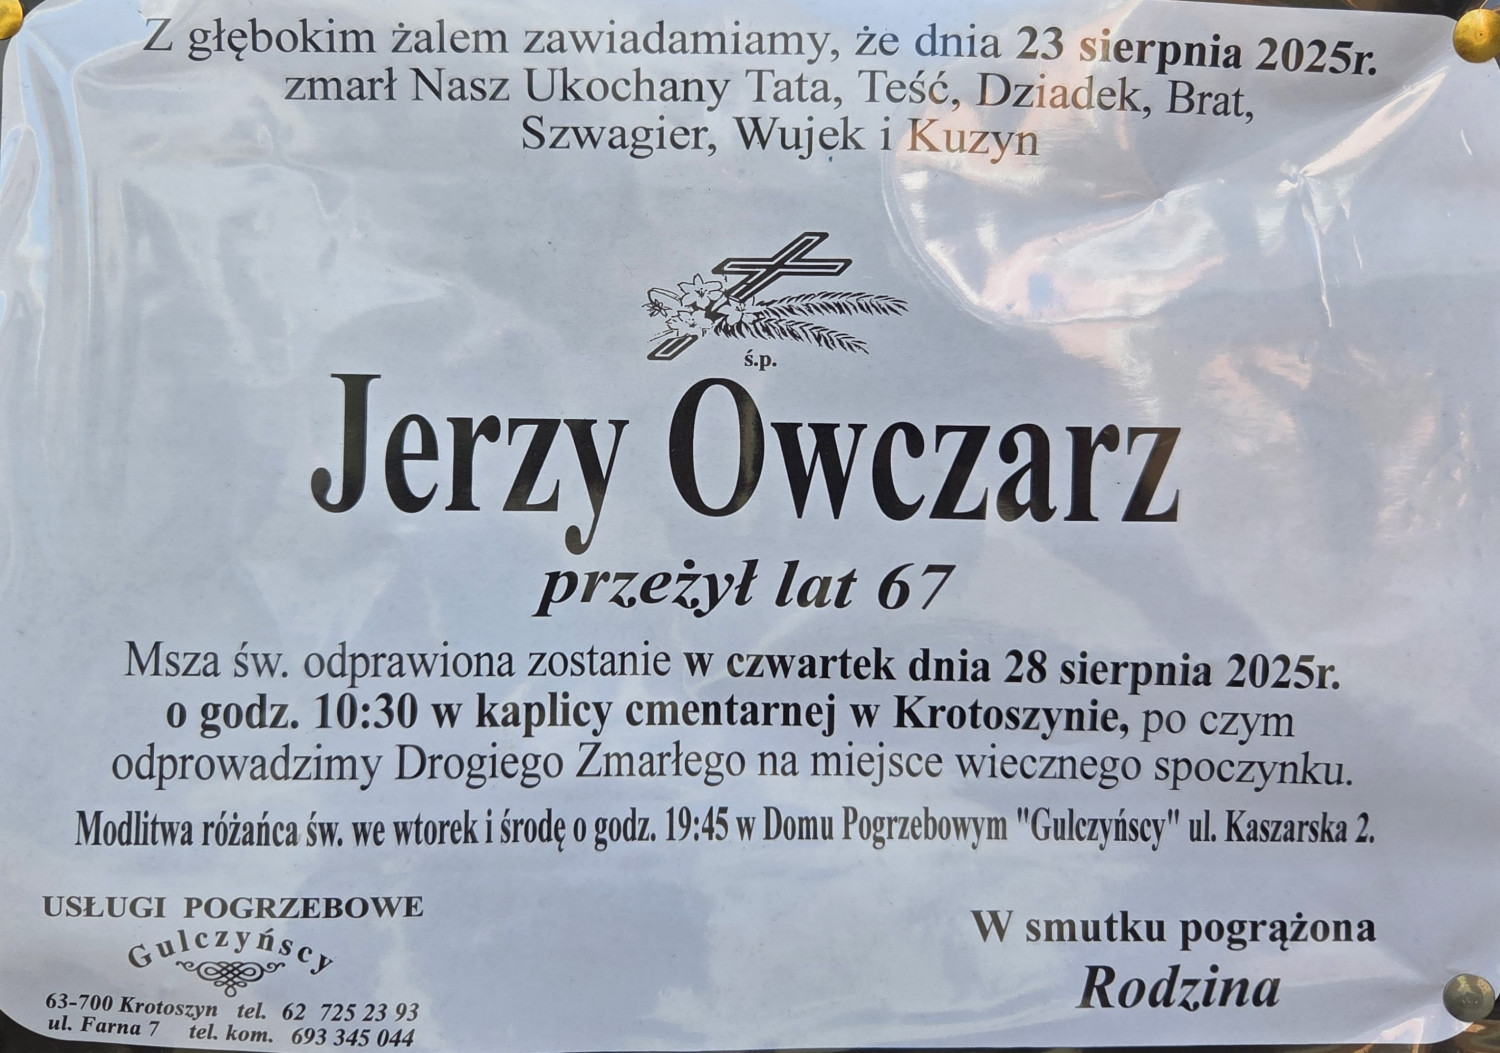 Z głębokim żalem zawiadamiamy, że dnia 23 sierpnia 2025r.
zmarł Nasz Ukochany Tata, Teść, Dziadek, Brat,
Szwagier, Wujek i Kuzyn
ś.p.
Jerzy Owczarz
przeżył lat 67
Msza św. odprawiona zostanie w czwartek dnia 28 sierpnia 2025r.
o godz. 10:30 w kaplicy cmentarnej w Krotoszynie, po czym
odprowadzimy Drogiego Zmarłego na miejsce wiecznego spoczynku.
Modlitwa różańca św. we wtorek i środę o godz. 19:45 w Domu Pogrzebowym "Gulczyńscy" ul. Kaszarska 2.
USŁUGI POGRZEBOWE
Gulczyńscy
63-700 Krotoszyn tel. 62 725 23 93
ul. Farna 7 tel. kom. 693 345 044
W smutku pogrążona
Rodzina